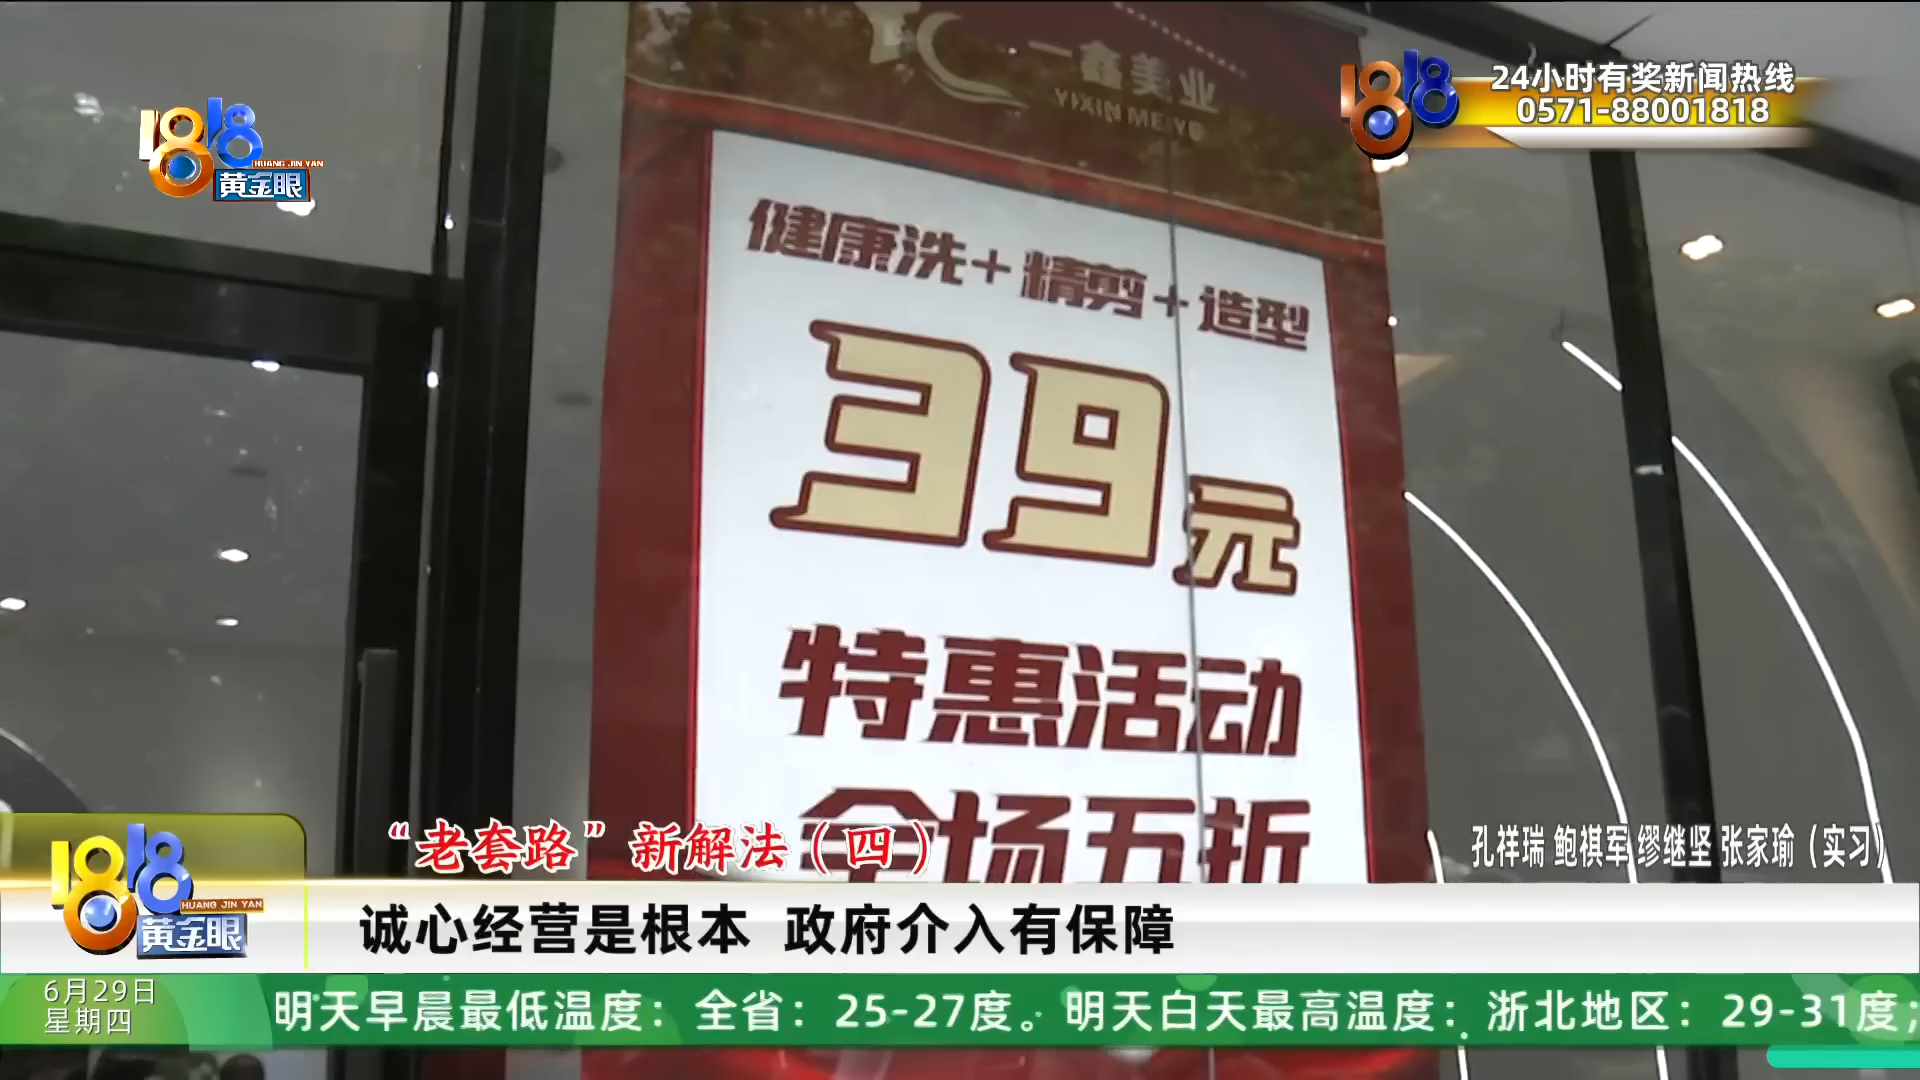 一鑫美业
YIXIN MEIYE
1818
HUANG JIN YAN
黄金眼
1818
24小时有奖新闻热线
0571-88001818
健康洗+精剪+造型
39元
特惠活动
全场五折
“老套路”新解法（四）
孔祥瑞 鲍祺军 缪继坚 张家瑜（实习）
1818
HUANG JIN YAN
黄金眼
诚心经营是根本 政府介入有保障
6月29日
星期四
明天早晨最低温度：全省：25-27度。明天白天最高温度：浙北地区：29-31度；